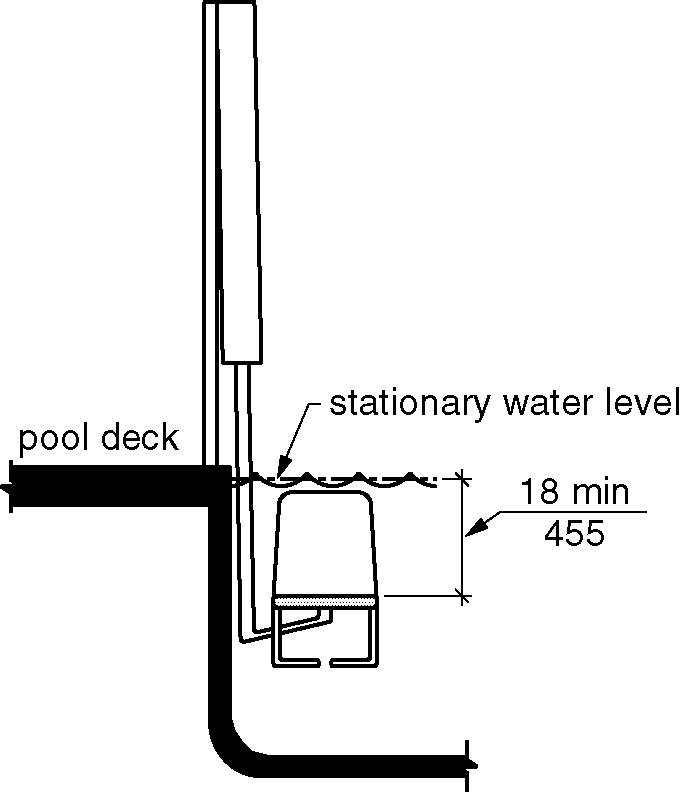 stationary water level
pool deck
18 min
455